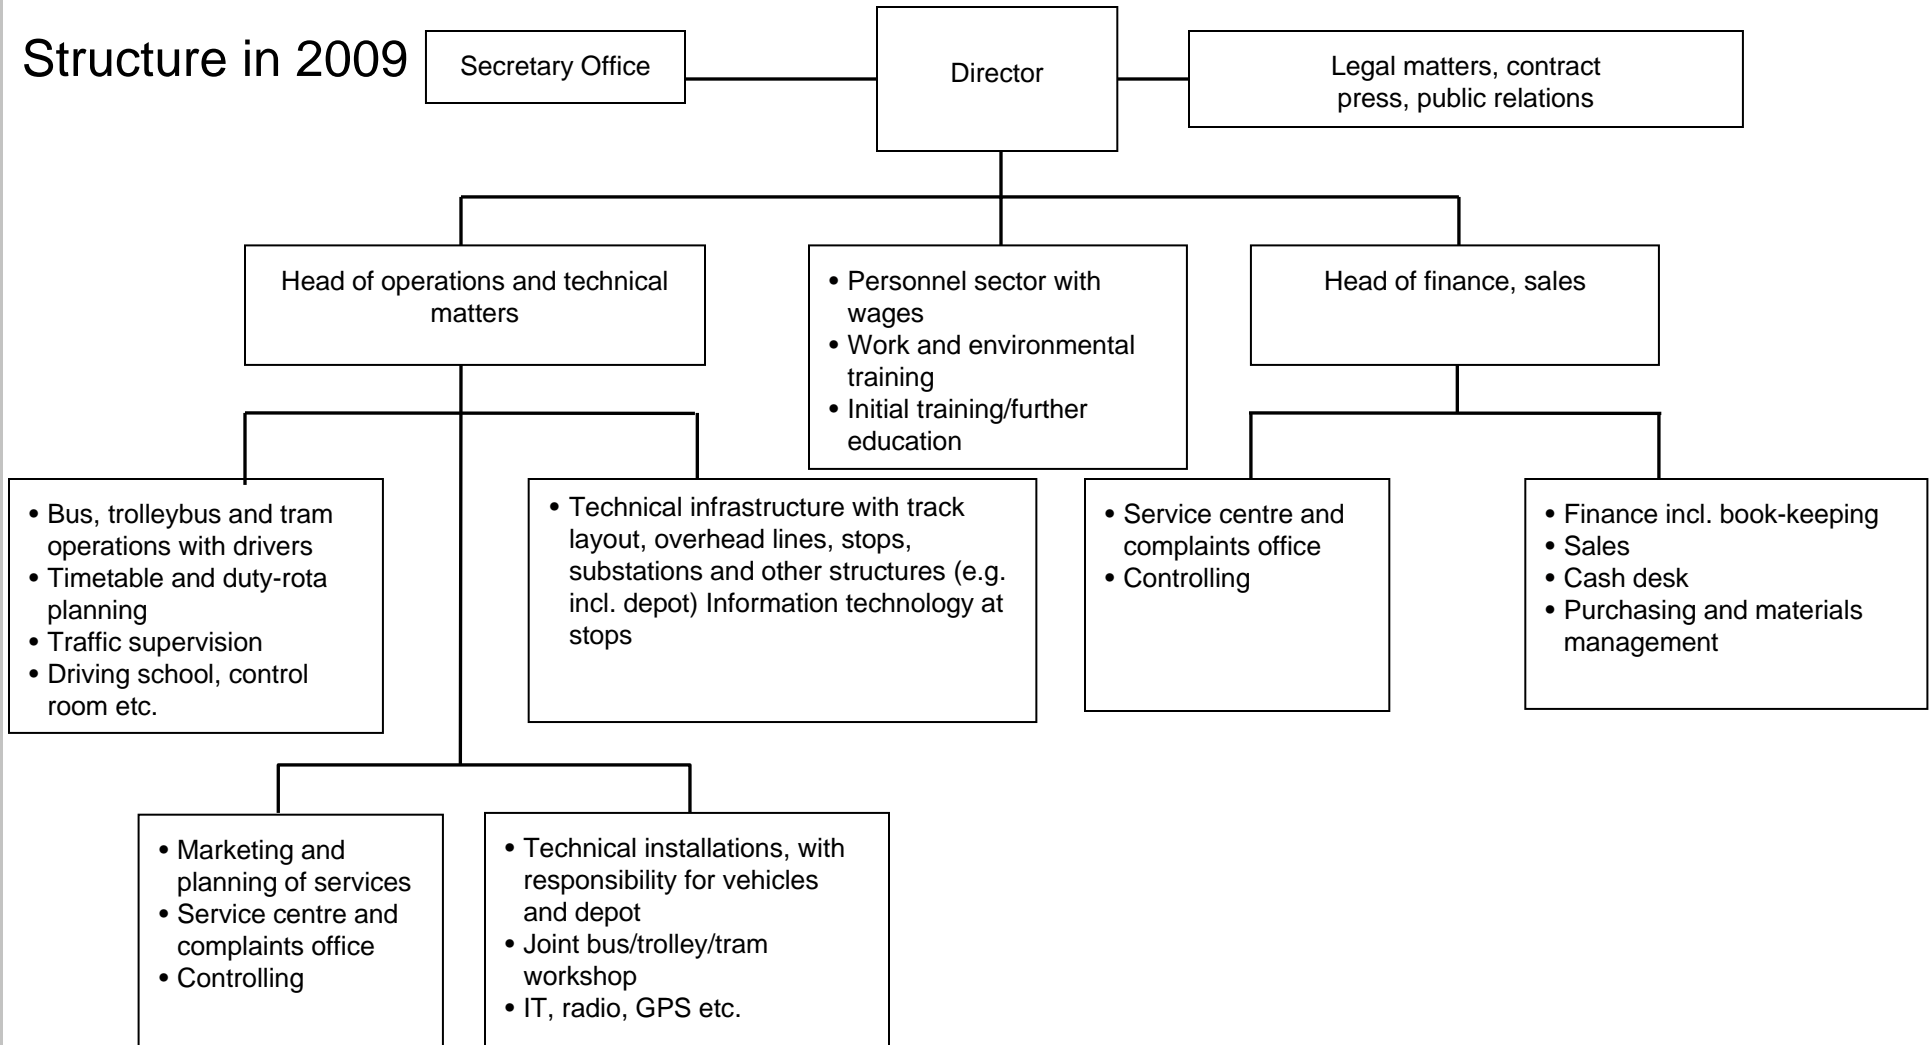 Structure in 2009
Secretary Office
Director
Legal matters, contract
press, public relations
Head of operations and technical
matters
• Personnel sector with
wages
• Work and environmental
training
• Initial training/further
education
Head of finance, sales
• Bus, trolleybus and tram
operations with drivers
• Timetable and duty-rota
planning
• Traffic supervision
• Driving school, control
room etc.
• Technical infrastructure with track
layout, overhead lines, stops,
substations and other structures (e.g.
incl. depot) Information technology at
stops
• Service centre and
complaints office
• Controlling
• Finance incl. book-keeping
• Sales
• Cash desk
• Purchasing and materials
management
• Marketing and
planning of services
• Service centre and
complaints office
• Controlling
• Technical installations, with
responsibility for vehicles
and depot
• Joint bus/trolley/tram
workshop
• IT, radio, GPS etc.